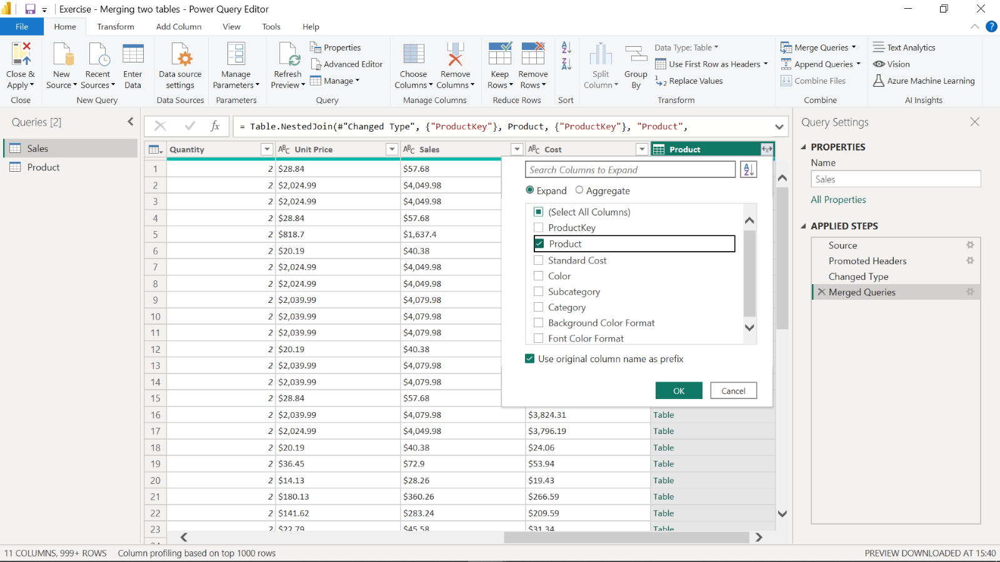 Exercise - Merging two tables - Power Query Editor
File Home Transform Add Column View Tools Help
?
Close & Apply
Close
New Source
Recent Sources
Enter Data
New Query
Data source settings
Data Sources
Manage Parameters
Parameters
Refresh Preview
Properties
Advanced Editor
Manage
Query
Choose Columns
Remove Columns
Manage Columns
Keep Rows
Remove Rows
Reduce Rows
A Z
Z A
Sort
Split Column
Group By
Data Type: Table
Use First Row as Headers
1 2 Replace Values
Transform
Merge Queries
Append Queries
Combine Files
Combine
Text Analytics
Vision
Azure Machine Learning
AI Insights
Queries [2]
Sales
Product
fx
= Table.NestedJoin(#"Changed Type", {"ProductKey"}, Product, {"ProductKey"}, "Product",
Quantity ABC Unit Price ABC Sales ABC Cost Product
1 2 $28.84 $57.68
2 2 $2,024.99 $4,049.98
3 2 $2,024.99 $4,049.98
4 2 $28.84 $57.68
5 2 $818.7 $1,637.4
6 2 $20.19 $40.38
7 2 $2,024.99 $4,049.98
8 2 $2,024.99 $4,049.98
9 2 $2,039.99 $4,079.98
10 2 $2,039.99 $4,079.98
11 2 $2,039.99 $4,079.98
12 2 $20.19 $40.38
13 2 $2,039.99 $4,079.98
14 2 $2,039.99 $4,079.98
15 2 $28.84 $57.68
16 2 $2,039.99 $4,079.98 $3,824.31 Table
17 2 $2,024.99 $4,049.98 $3,796.19 Table
18 2 $20.19 $40.38 $24.06 Table
19 2 $36.45 $72.9 $53.94 Table
20 2 $14.13 $28.26 $19.43 Table
21 2 $180.13 $360.26 $266.59 Table
22 2 $141.62 $283.24 $209.59 Table
23 2 $22.79 $45.58 $31.34 Table
Search Columns to Expand
A Z
Expand Aggregate
(Select All Columns)
ProductKey
Product
Standard Cost
Color
Subcategory
Category
Background Color Format
Font Color Format
Use original column name as prefix
OK Cancel
Query Settings
PROPERTIES
Name
Sales
All Properties
APPLIED STEPS
Source
Promoted Headers
Changed Type
Merged Queries
11 COLUMNS, 999+ ROWS Column profiling based on top 1000 rows
PREVIEW DOWNLOADED AT 15:40